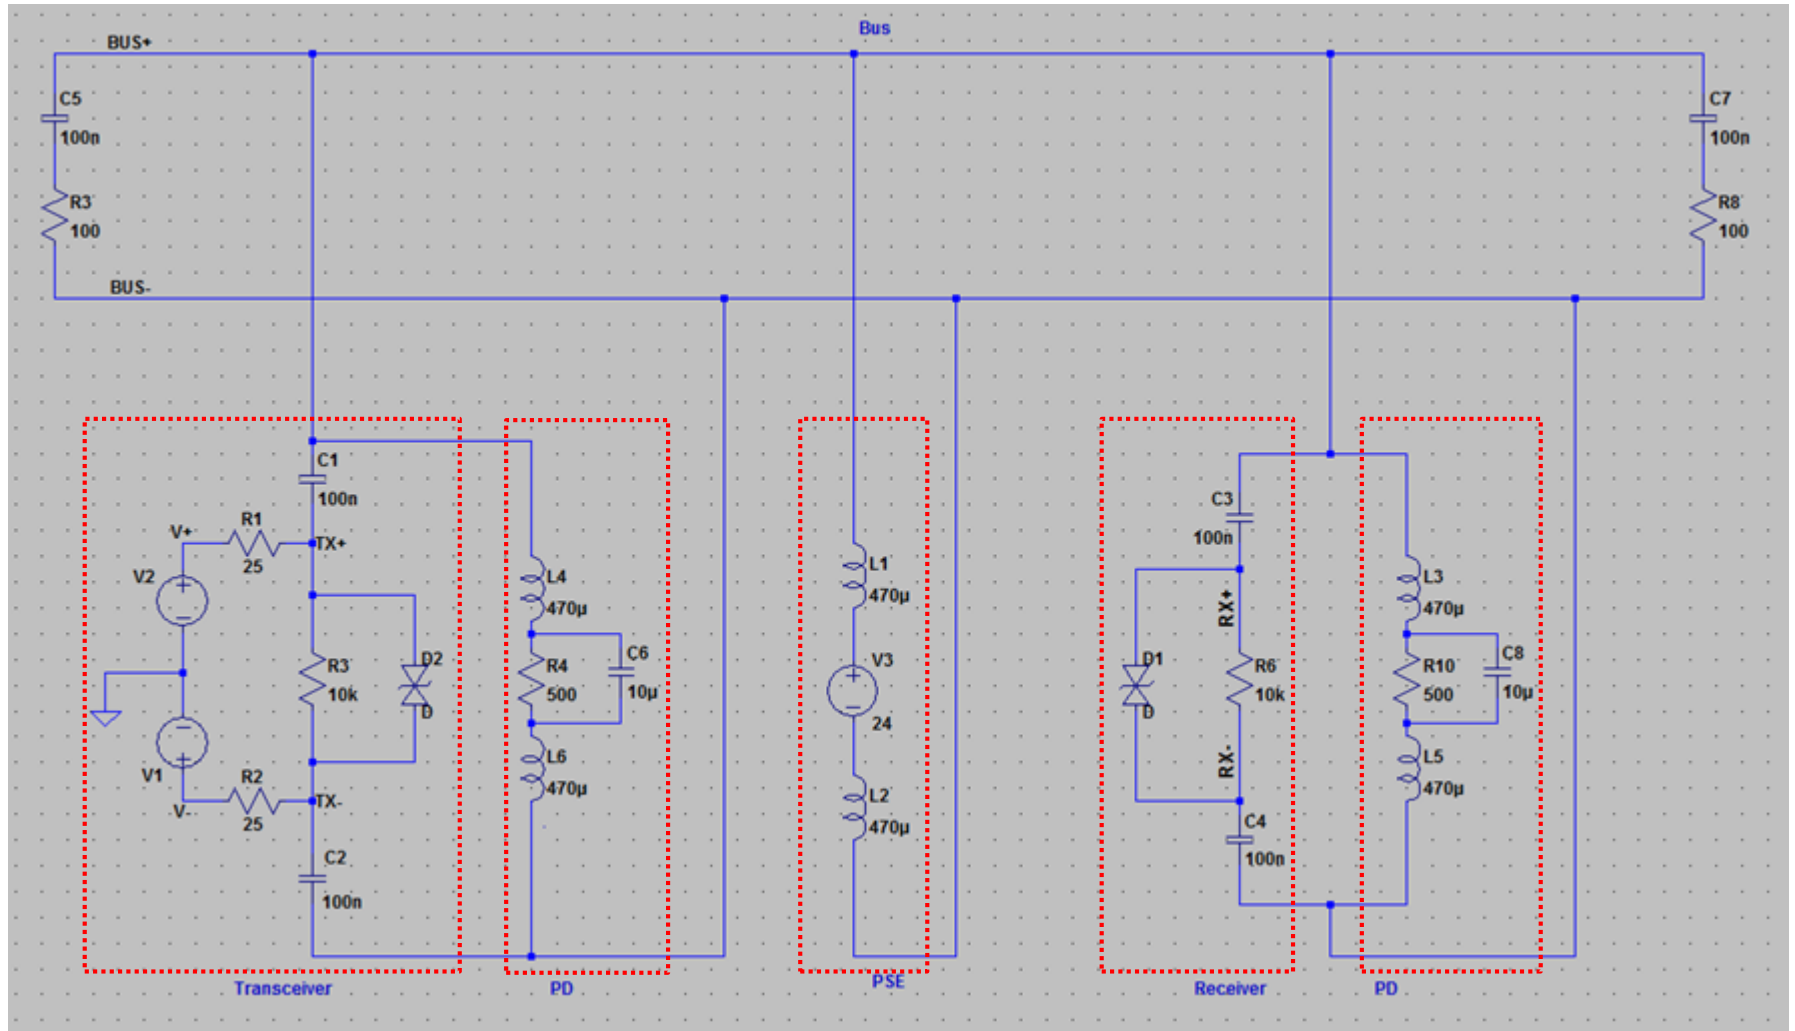 Bus
BUS+
C5
100n
R3
100
BUS-
C7
100n
R8
100
C1
100n
V+
R1
25
TX+
V2
R3
10k
D2
D
V1
V-
R2
25
TX-
C2
100n
Transceiver
L4
470µ
R4
500
C6
10µ
L6
470µ
PD
L1
470µ
V3
24
L2
470µ
PSE
C3
100n
RX+
D1
D
R6
10k
RX-
C4
100n
Receiver
L3
470µ
R10
500
C8
10µ
L5
470µ
PD